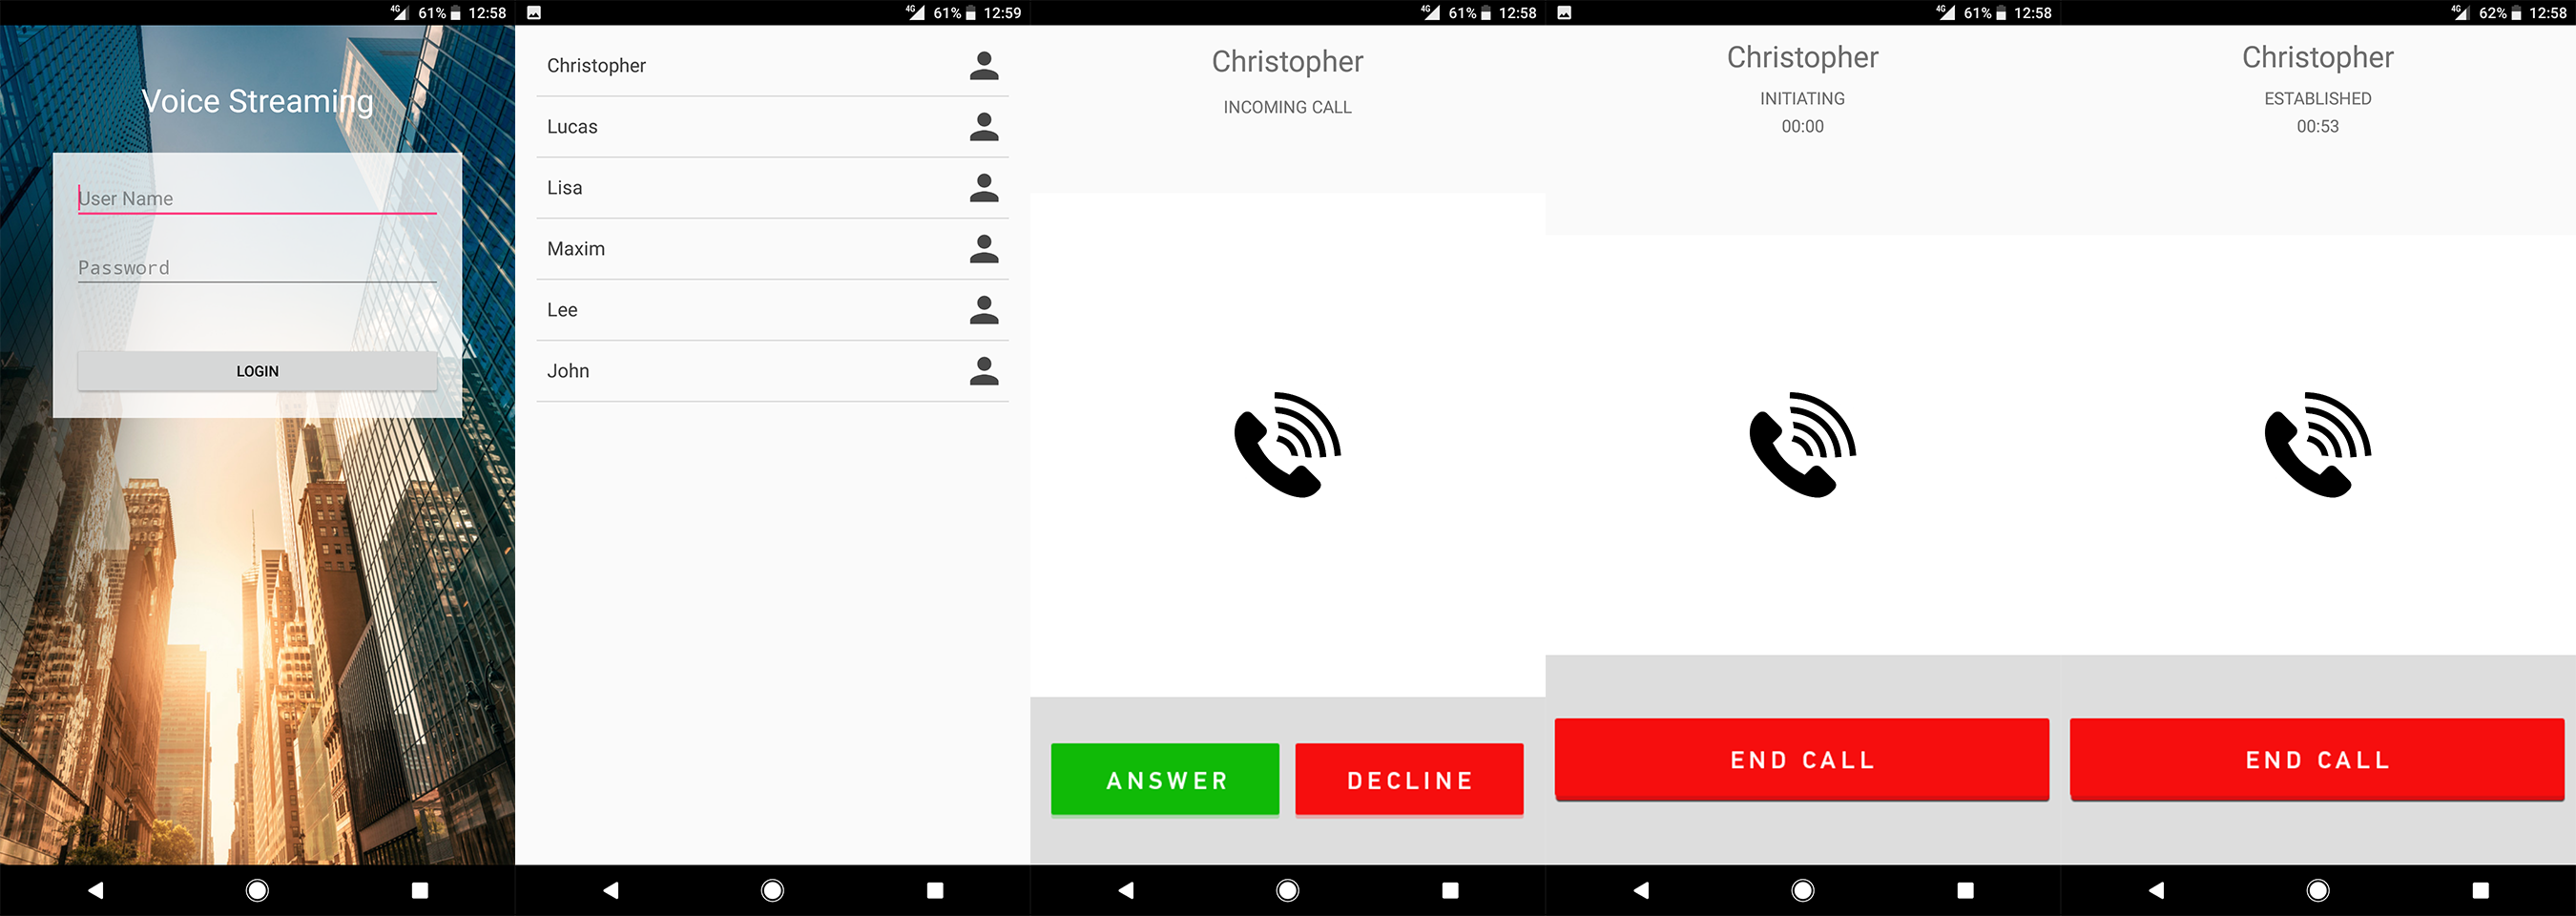 4G 61% 12:58
Voice Streaming
User Name
Password
LOGIN
4G 61% 12:59
Christopher
Lucas
Lisa
Maxim
Lee
John
4G 61% 12:58
Christopher
INCOMING CALL
ANSWER DECLINE
4G 61% 12:58
Christopher
INITIATING
00:00
END CALL
4G 62% 12:58
Christopher
ESTABLISHED
00:53
END CALL